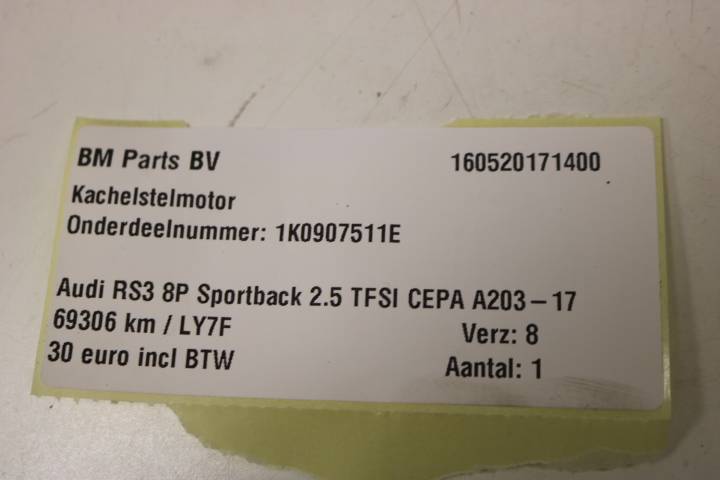 BM Parts BV 160520171400
Kachelstelmotor
Onderdeelnummer: 1K0907511E
Audi RS3 8P Sportback 2.5 TFSI CEPA A203-17
69306 km / LY7F Verz: 8
30 euro incl BTW Aantal: 1